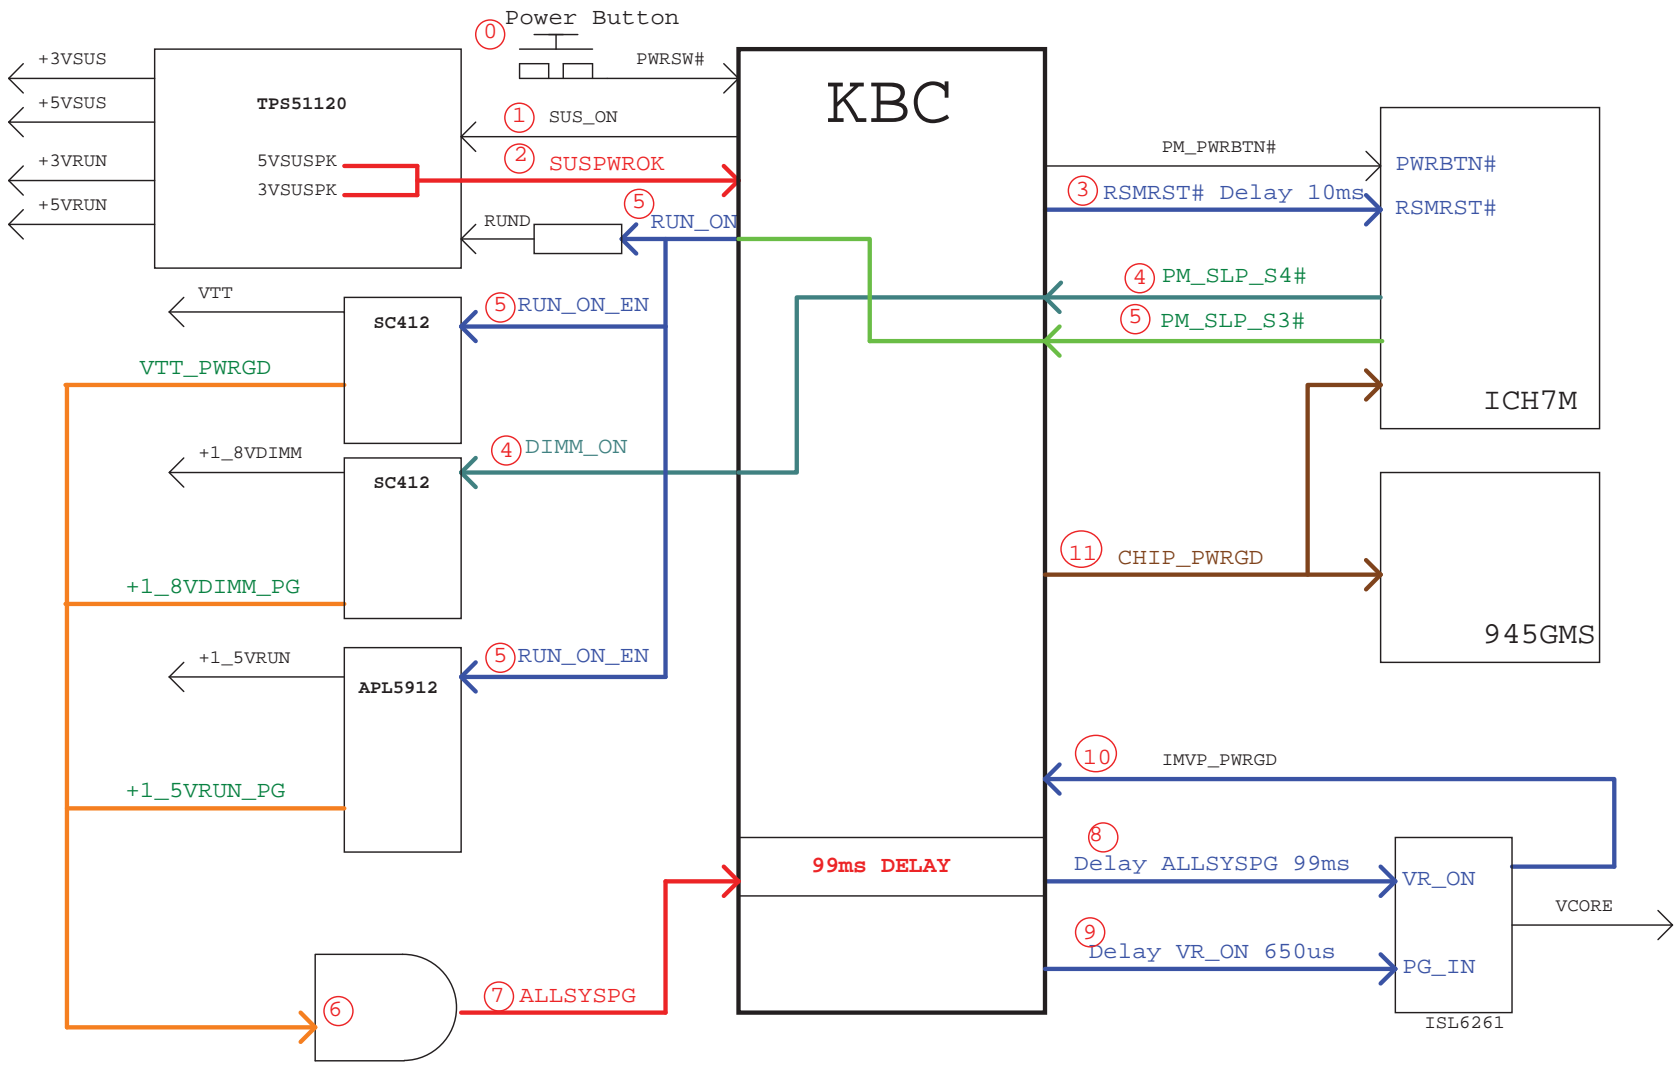 0 Power Button
+3VSUS
PWRSW#
KBC
+5VSUS
TPS51120
1 SUS_ON
PM_PWRBTN#
+3VRUN
5VSUSPK
2 SUSPWROK
PWRBTN#
3VSUSPK
3 RSMRST# Delay 10ms
RSMRST#
+5VRUN
RUND
5 RUN_ON
4 PM_SLP_S4#
VTT
5 RUN_ON_EN
SC412
5 PM_SLP_S3#
VTT_PWRGD
ICH7M
+1_8VDIMM
4 DIMM_ON
SC412
11 CHIP_PWRGD
+1_8VDIMM_PG
945GMS
+1_5VRUN
5 RUN_ON_EN
APL5912
10 IMVP_PWRGD
+1_5VRUN_PG
8
99ms DELAY
Delay ALLSYSPG 99ms
VR_ON
VCORE
9
Delay VR_ON 650us
PG_IN
6
7 ALLSYSPG
ISL6261